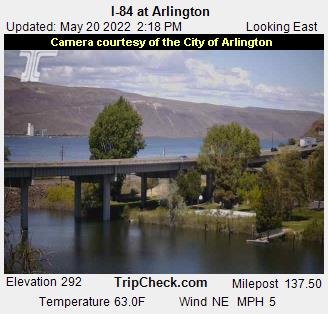 I-84 at Arlington
Updated: May 20 2022 2:18 PM Looking East
Camera courtesy of the City of Arlington
Elevation 292 TripCheck.com Milepost 137.50
Temperature 63.0F Wind NE MPH 5